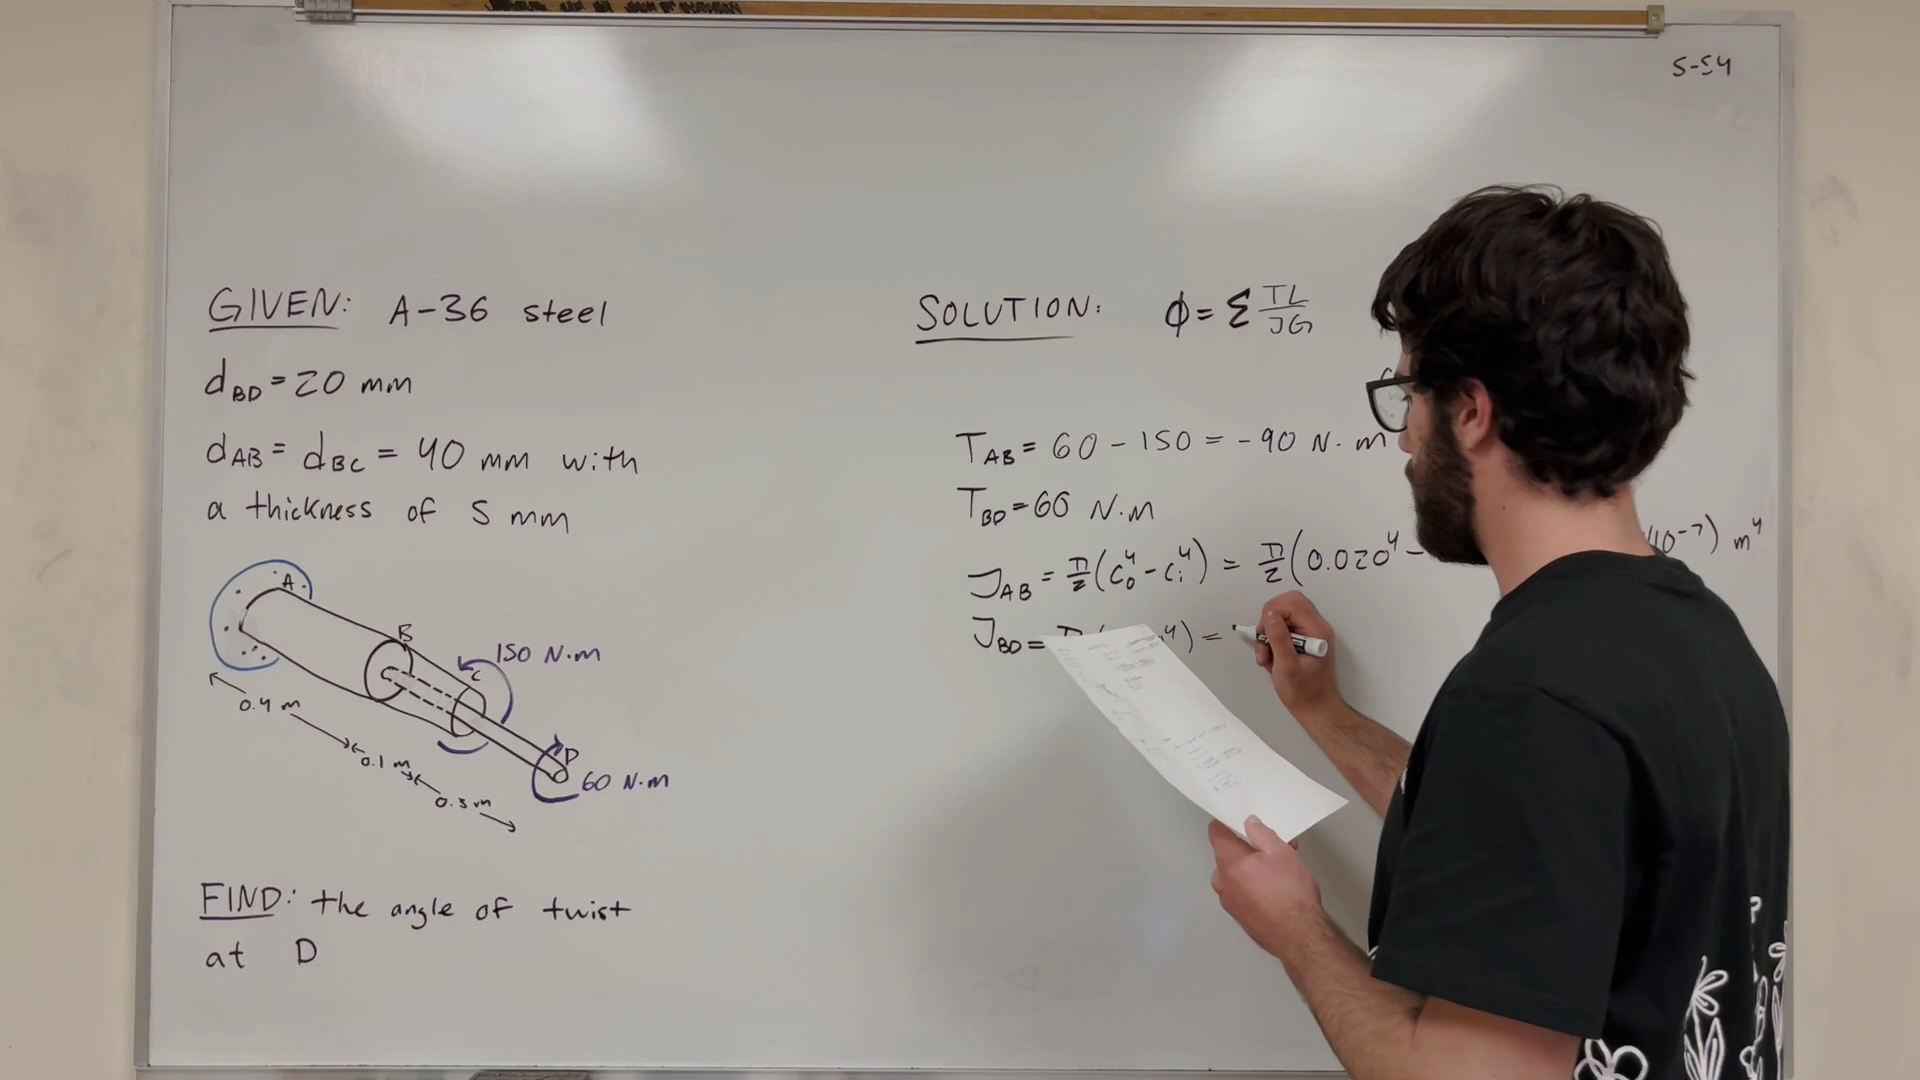 5-54
GIVEN: A-36 steel
d_BD = 20 mm
d_AB = d_BC = 40 mm with
a thickness of 5 mm
A
B
C
D
150 N·m
60 N·m
0.4 m
0.1 m
0.3 m
FIND: the angle of twist
at D
SOLUTION: Φ = Σ TL/JG
T_AB = 60 - 150 = -90 N·m
T_BD = 60 N·m
J_AB = π/2 (c_o^4 - c_i^4) = π/2 (0.020^4 - 10^-7) m^4
J_BD = π 4) =